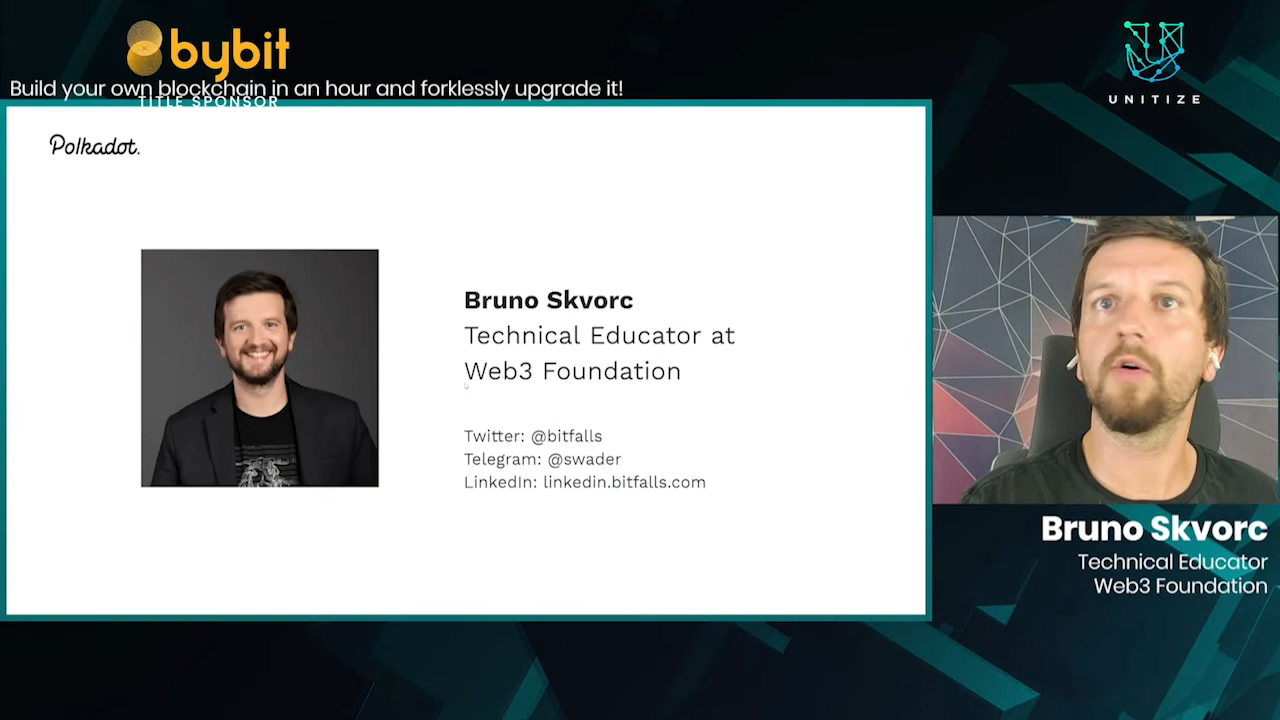 bybit
Build your own blockchain in an hour and forklessly upgrade it!
TITLE SPONSOR
UNITIZE
Polkadot.
Bruno Skvorc
Technical Educator at
Web3 Foundation
Twitter: @bitfalls
Telegram: @swader
LinkedIn: linkedin.bitfalls.com
Bruno Skvorc
Technical Educator
Web3 Foundation